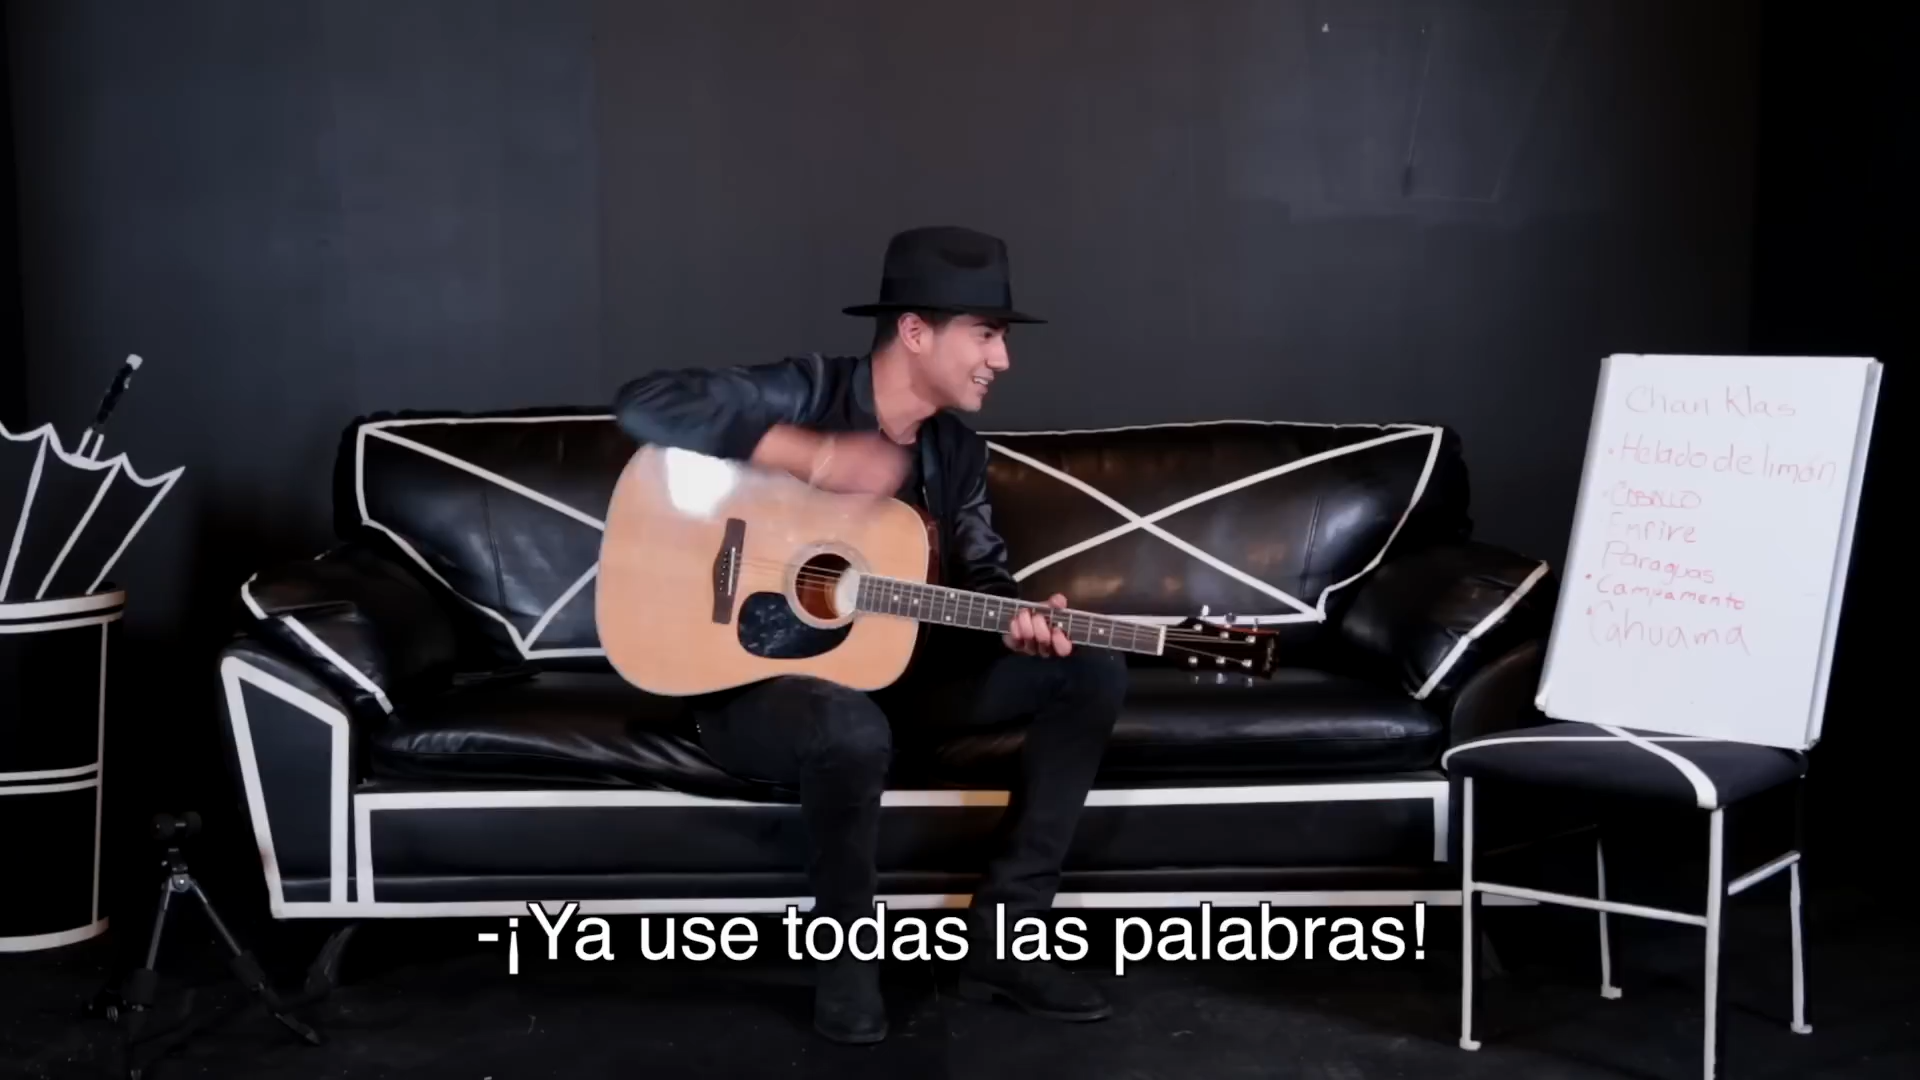 Chan Klas
• Helado de limón
• Caballo
Empire
Paraguas
• Campamento
• Cahuama
-¡Ya use todas las palabras!